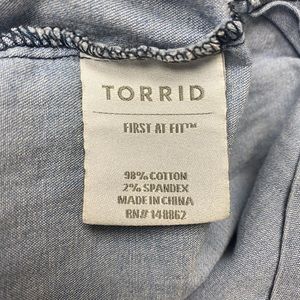 TORRID
FIRST AT FIT™
98% COTTON
2% SPANDEX
MADE IN CHINA
RN# 148862